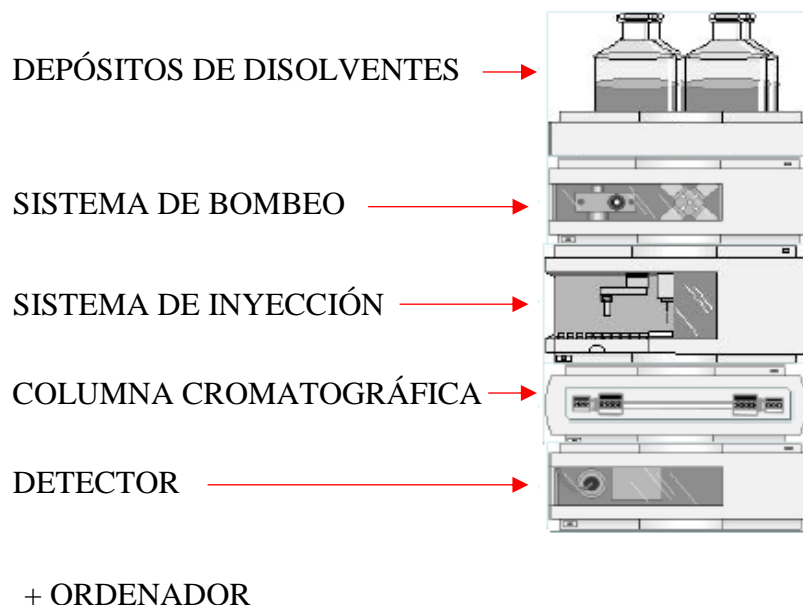 DEPÓSITOS DE DISOLVENTES
SISTEMA DE BOMBEO
SISTEMA DE INYECCIÓN
COLUMNA CROMATOGRÁFICA
DETECTOR
+ ORDENADOR